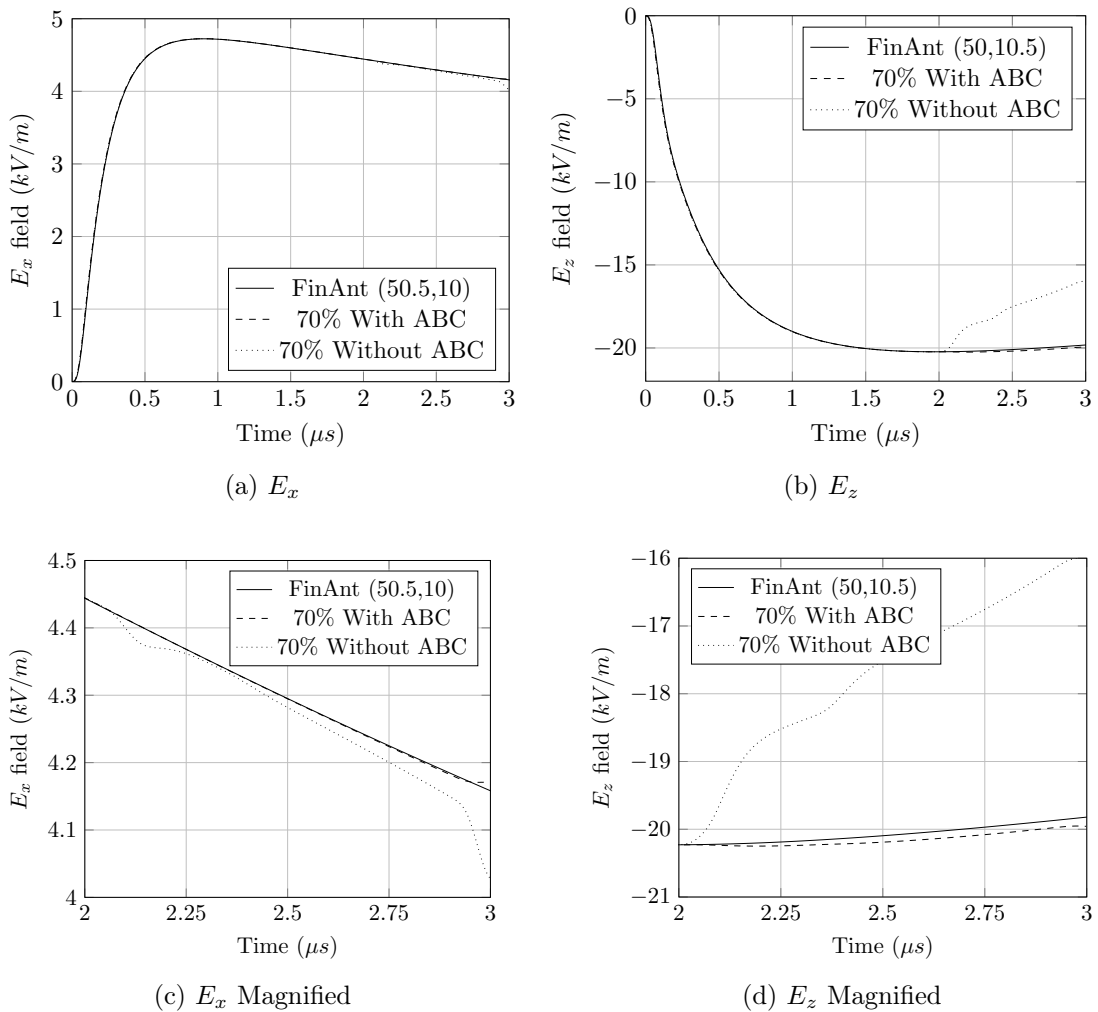 5
4
3
2
1
0
E_x field (kV/m)
FinAnt (50.5,10)
70% With ABC
70% Without ABC
0 0.5 1 1.5 2 2.5 3
Time (μs)
(a) E_x
0
−5
−10
−15
−20
E_z field (kV/m)
FinAnt (50,10.5)
70% With ABC
70% Without ABC
0 0.5 1 1.5 2 2.5 3
Time (μs)
(b) E_z
4.5
4.4
4.3
4.2
4.1
4
E_x field (kV/m)
FinAnt (50.5,10)
70% With ABC
70% Without ABC
2 2.25 2.5 2.75 3
Time (μs)
(c) E_x Magnified
−16
−17
−18
−19
−20
−21
E_z field (kV/m)
FinAnt (50,10.5)
70% With ABC
70% Without ABC
2 2.25 2.5 2.75 3
Time (μs)
(d) E_z Magnified